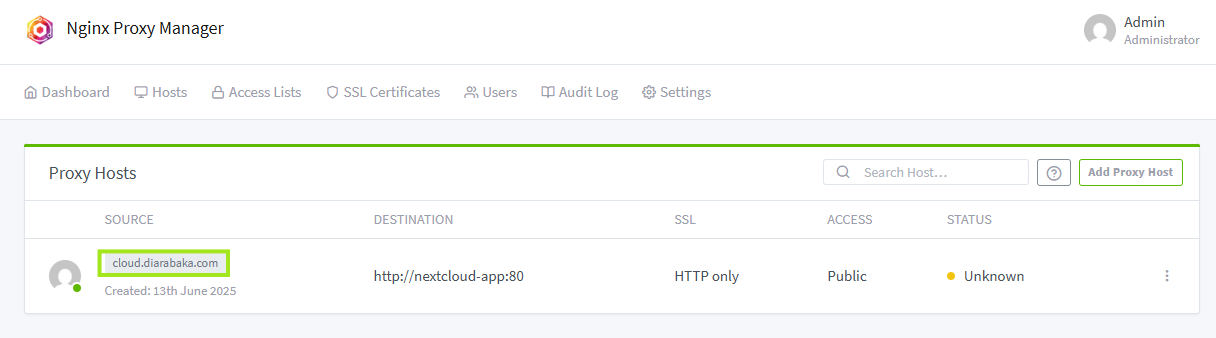 Nginx Proxy Manager
Admin
Administrator
Dashboard Hosts Access Lists SSL Certificates Users Audit Log Settings
Proxy Hosts Search Host... Add Proxy Host
SOURCE DESTINATION SSL ACCESS STATUS
cloud.diarabaka.com
http://nextcloud-app:80 HTTP only Public Unknown
Created: 13th June 2025